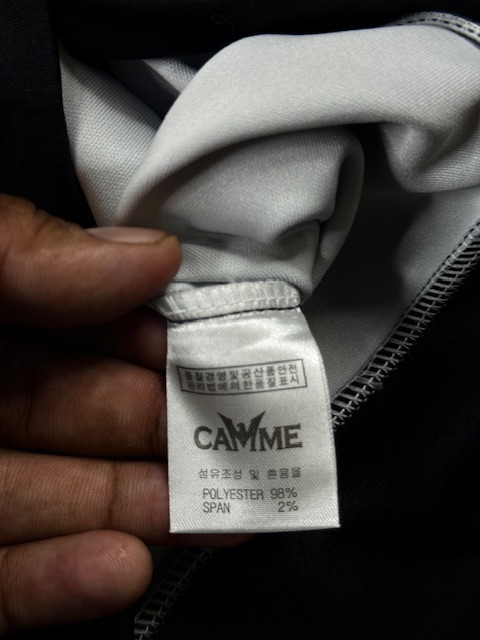 품질경영및공산품안전
관리법에의한품질표시
CAMME
섬유조성 및 혼용율
POLYESTER 98%
SPAN 2%